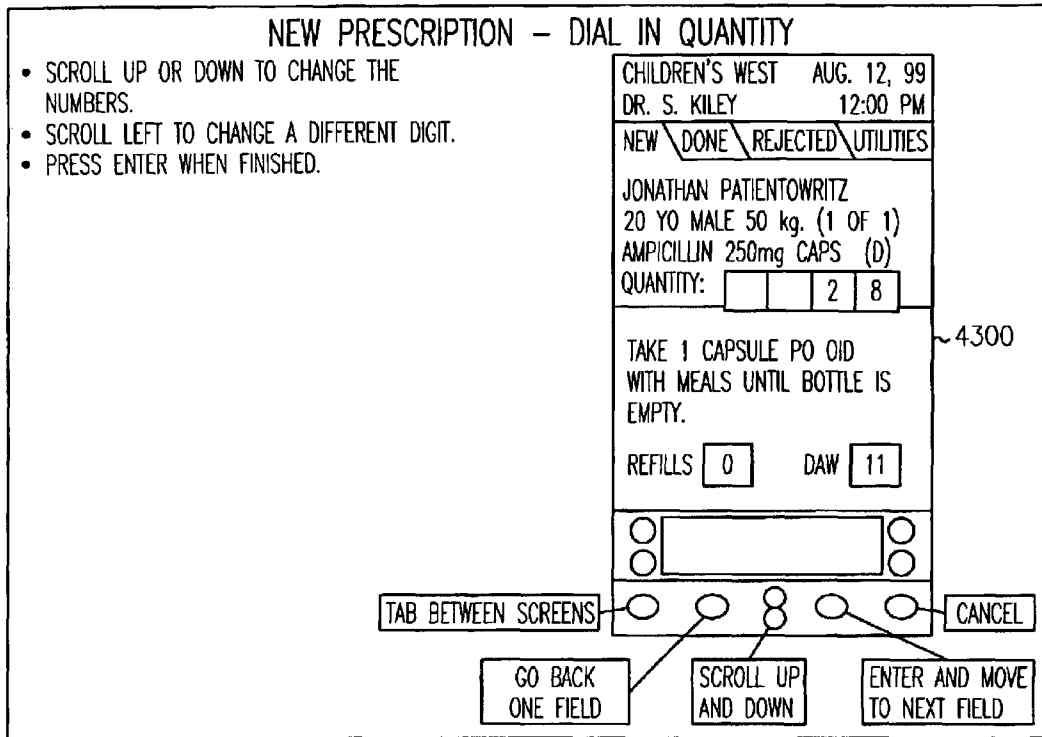 NEW PRESCRIPTION – DIAL IN QUANTITY
• SCROLL UP OR DOWN TO CHANGE THE
NUMBERS.
• SCROLL LEFT TO CHANGE A DIFFERENT DIGIT.
• PRESS ENTER WHEN FINISHED.
CHILDREN'S WEST AUG. 12, 99
DR. S. KILEY 12:00 PM
NEW DONE REJECTED UTILITIES
JONATHAN PATIENTOWRITZ
20 YO MALE 50 kg. (1 OF 1)
AMPICILLIN 250mg CAPS (D)
QUANTITY: 2 8
4300
TAKE 1 CAPSULE PO OID
WITH MEALS UNTIL BOTTLE IS
EMPTY.
REFILLS 0 DAW 11
TAB BETWEEN SCREENS
CANCEL
GO BACK
ONE FIELD
SCROLL UP
AND DOWN
ENTER AND MOVE
TO NEXT FIELD